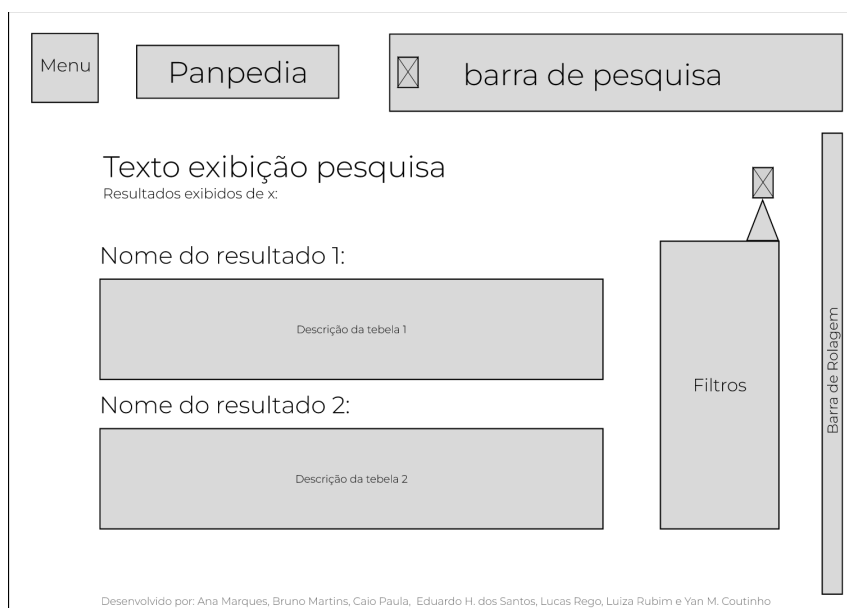 Menu
Panpedia
barra de pesquisa
Texto exibição pesquisa
Resultados exibidos de x:
Nome do resultado 1:
Descrição da tebela 1
Filtros
Barra de Rolagem
Nome do resultado 2:
Descrição da tebela 2
Desenvolvido por: Ana Marques, Bruno Martins, Caio Paula, Eduardo H. dos Santos, Lucas Rego, Luiza Rubim e Yan M. Coutinho